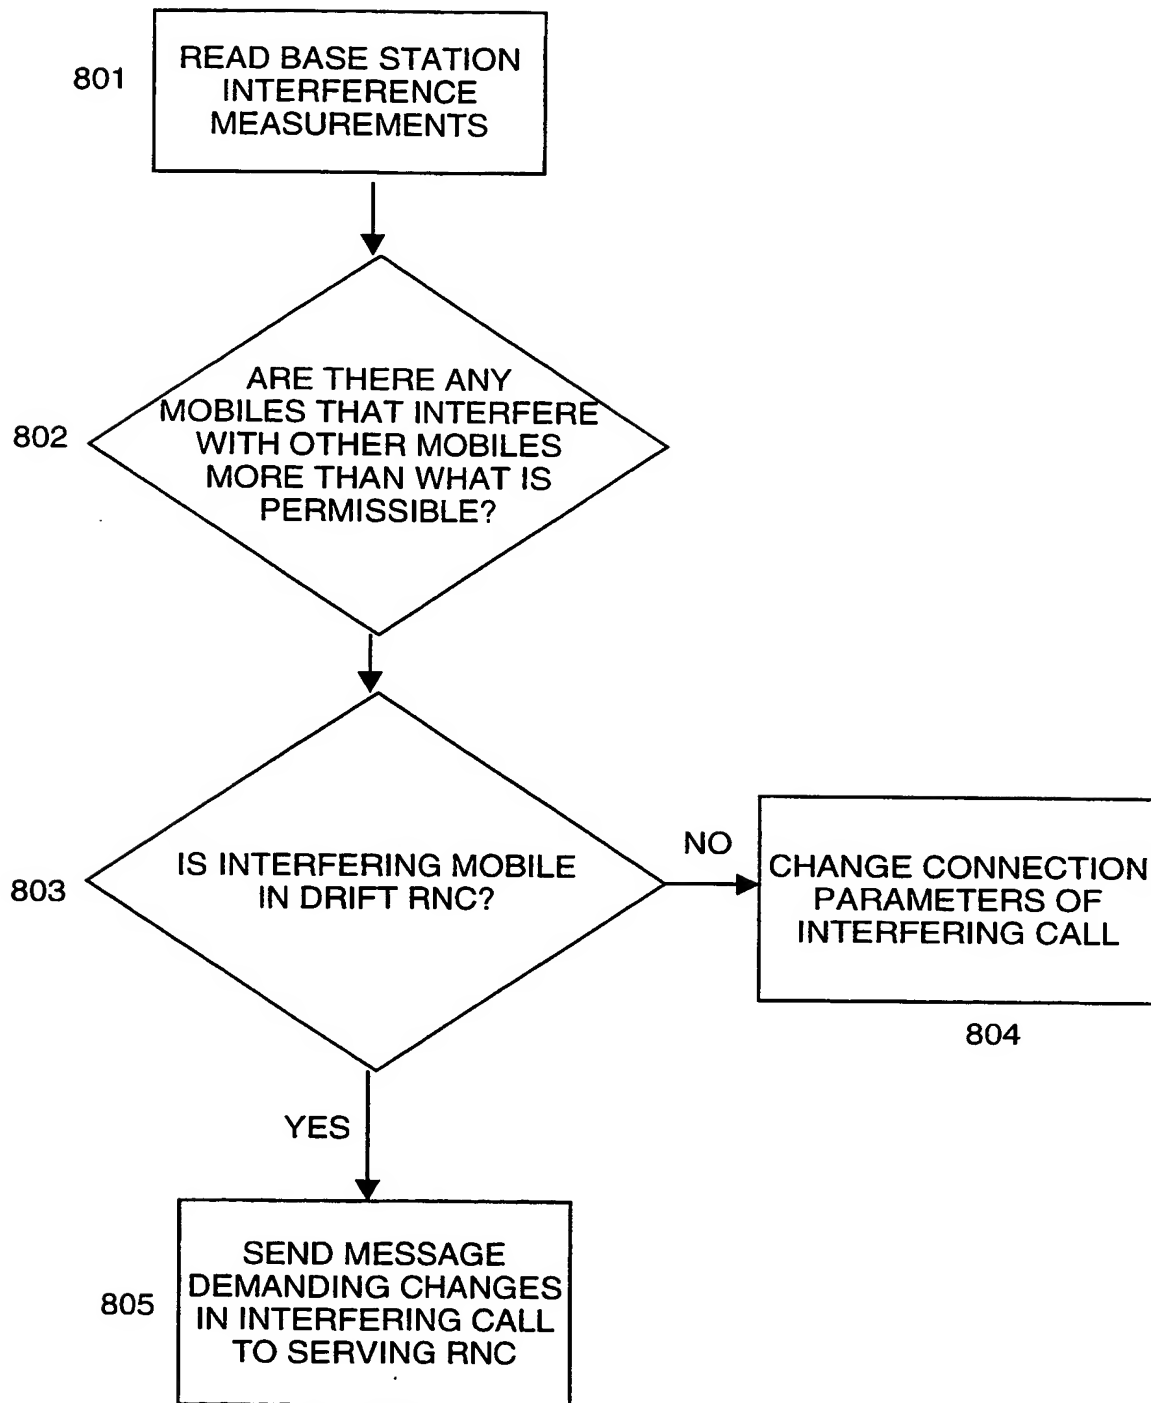 801
READ BASE STATION
INTERFERENCE
MEASUREMENTS
802
ARE THERE ANY
MOBILES THAT INTERFERE
WITH OTHER MOBILES
MORE THAN WHAT IS
PERMISSIBLE?
803
IS INTERFERING MOBILE
IN DRIFT RNC?
NO
CHANGE CONNECTION
PARAMETERS OF
INTERFERING CALL
804
YES
805
SEND MESSAGE
DEMANDING CHANGES
IN INTERFERING CALL
TO SERVING RNC